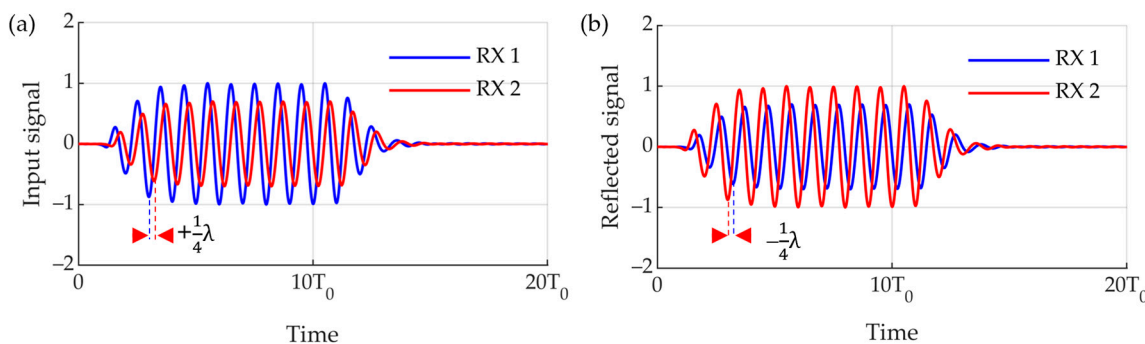 (a)
Input signal
2
1
0
−1
−2
RX 1
RX 2
+1/4λ
0
10T₀
20T₀
Time
(b)
Reflected signal
2
1
0
−1
−2
RX 1
RX 2
−1/4λ
0
10T₀
20T₀
Time